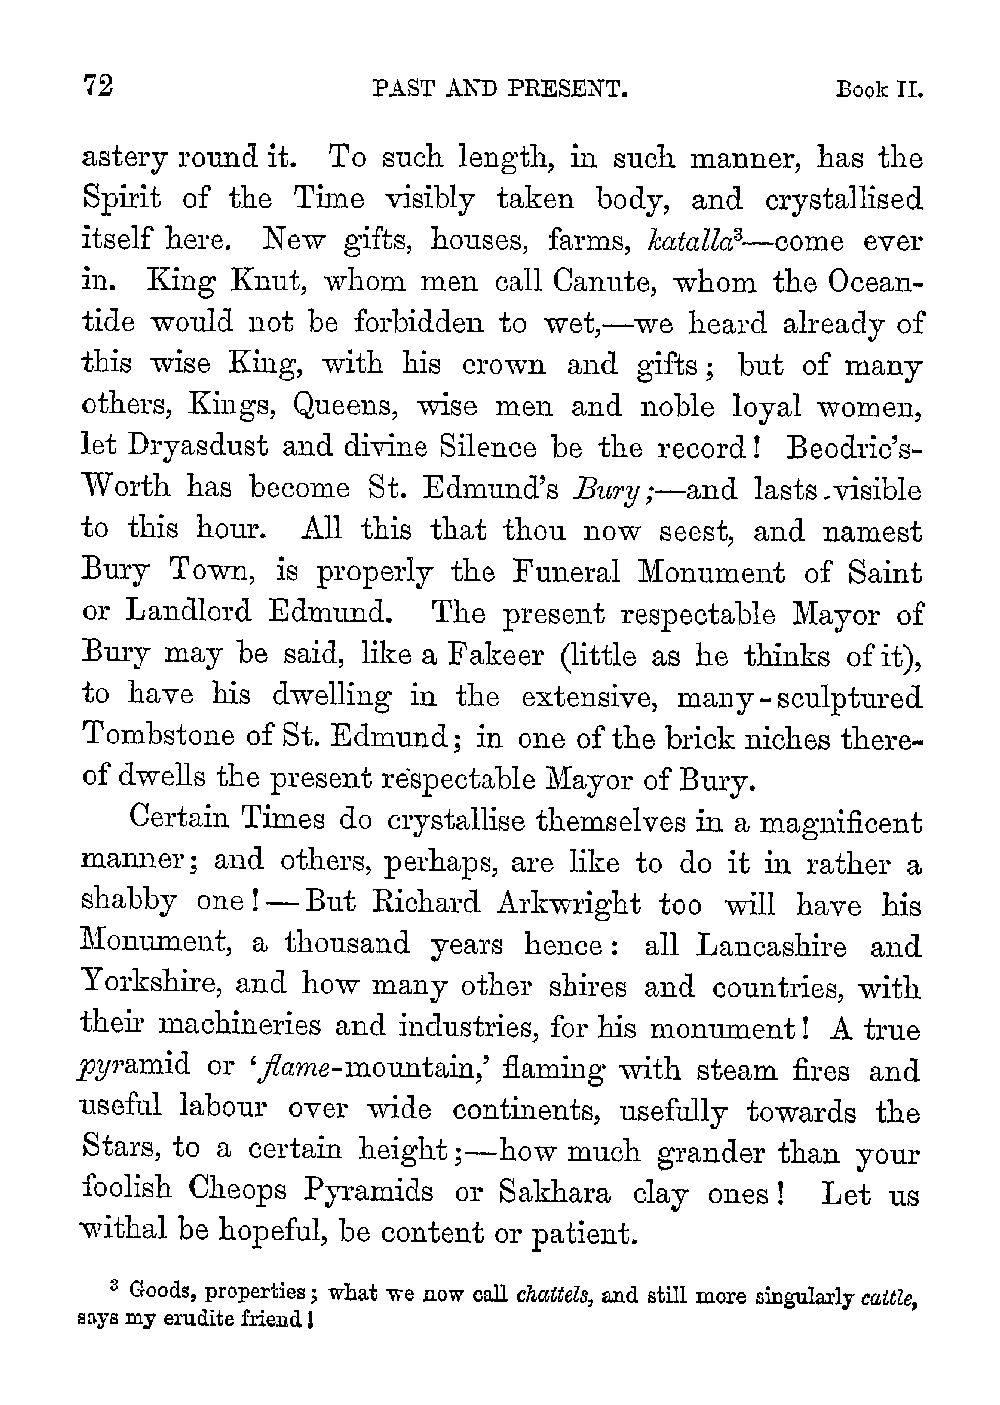 72 PAST AND PRESENT. Book II.
astery round it. To such length, in such manner, has the
Spirit of the Time visibly taken body, and crystallised
itself here. New gifts, houses, farms, katalla³—come ever
in. King Knut, whom men call Canute, whom the Ocean-
tide would not be forbidden to wet,—we heard already of
this wise King, with his crown and gifts; but of many
others, Kings, Queens, wise men and noble loyal women,
let Dryasdust and divine Silence be the record! Beodric's-
Worth has become St. Edmund's Bury;—and lasts visible
to this hour. All this that thou now seest, and namest
Bury Town, is properly the Funeral Monument of Saint
or Landlord Edmund. The present respectable Mayor of
Bury may be said, like a Fakeer (little as he thinks of it),
to have his dwelling in the extensive, many-sculptured
Tombstone of St. Edmund; in one of the brick niches there-
of dwells the present respectable Mayor of Bury.
Certain Times do crystallise themselves in a magnificent
manner; and others, perhaps, are like to do it in rather a
shabby one!—But Richard Arkwright too will have his
Monument, a thousand years hence: all Lancashire and
Yorkshire, and how many other shires and countries, with
their machineries and industries, for his monument! A true
pyramid or 'flame-mountain,' flaming with steam fires and
useful labour over wide continents, usefully towards the
Stars, to a certain height;—how much grander than your
foolish Cheops Pyramids or Sakhara clay ones! Let us
withal be hopeful, be content or patient.
³ Goods, properties; what we now call chattels, and still more singularly cattle,
says my erudite friend!